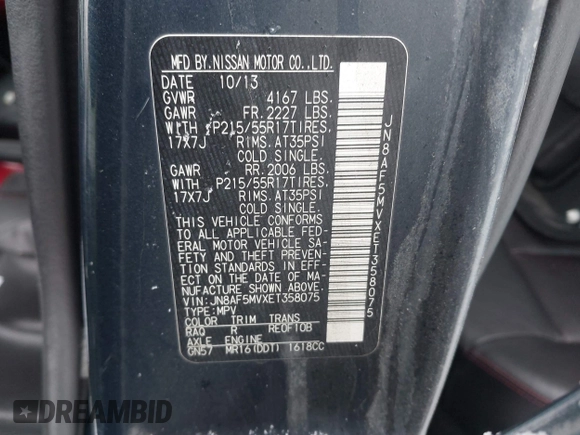 MFD BY.NISSAN MOTOR CO.,LTD.
DATE 10/13
GVWR 4167 LBS.
GAWR FR. 2227 LBS.
WITH P215/55R17TIRES.
17X7J RIMS.AT35PSI
COLD SINGLE.
GAWR RR. 2006 LBS.
WITH P215/55R17TIRES.
17X7J RIMS.AT35PSI
COLD SINGLE.
THIS VEHICLE CONFORMS
TO ALL APPLICABLE FED-
ERAL MOTOR VEHICLE SA-
FETY AND THEFT PREVEN-
TION STANDARDS IN EFF-
ECT ON THE DATE OF MA-
NUFACTURE SHOWN ABOVE.
VIN:JN8AF5MVXET358075
TYPE:MPV
COLOR TRIM TRANS
RAQ R RE0F10B
AXLE ENGINE
GN57 MR16(DDT) 1618CC
JN8AF5MVXET358075
DREAMBID